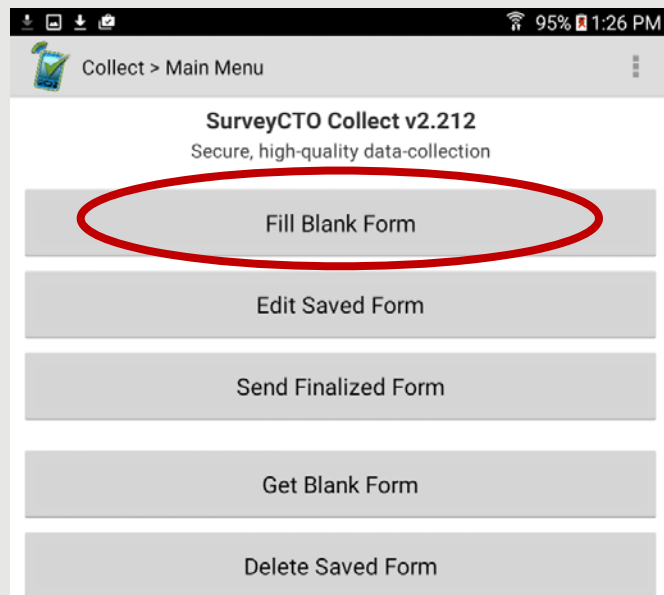 95% 1:26 PM
Collect > Main Menu
SurveyCTO Collect v2.212
Secure, high-quality data-collection
Fill Blank Form
Edit Saved Form
Send Finalized Form
Get Blank Form
Delete Saved Form